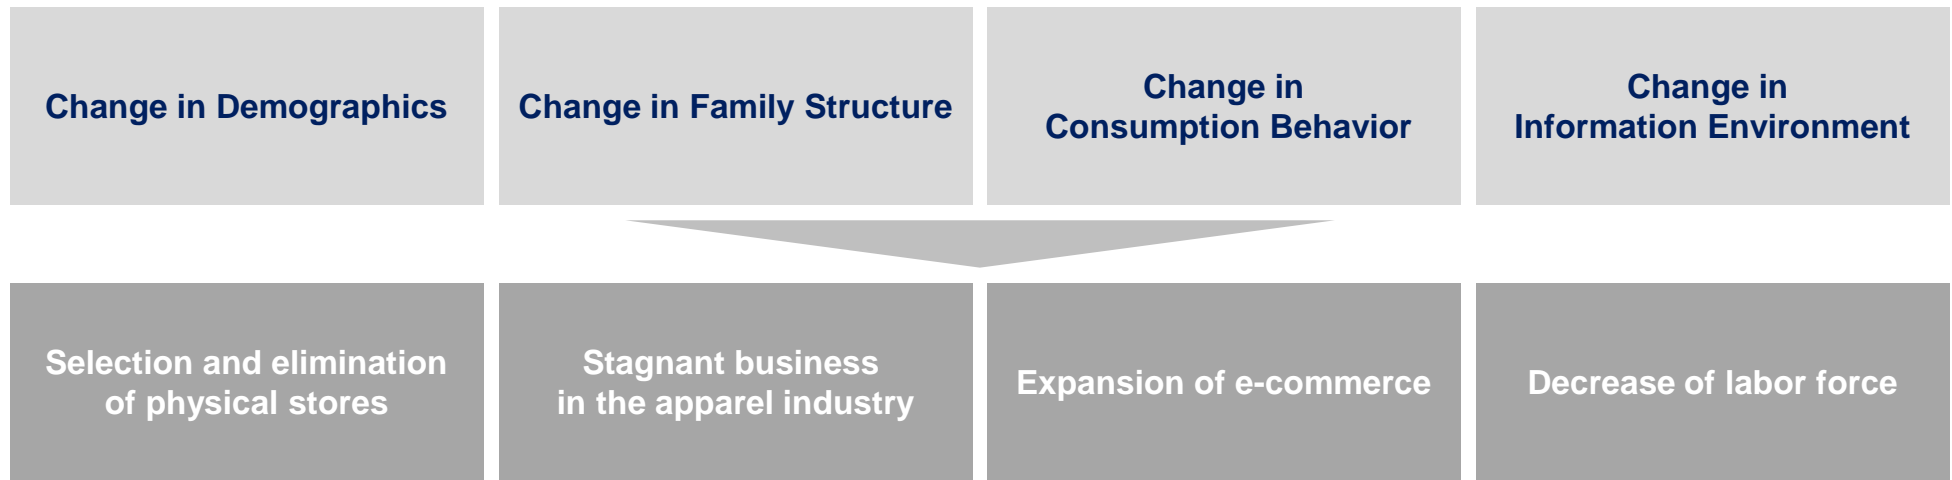 Change in Demographics
Change in Family Structure
Change in
Consumption Behavior
Change in
Information Environment
Selection and elimination
of physical stores
Stagnant business
in the apparel industry
Expansion of e-commerce
Decrease of labor force